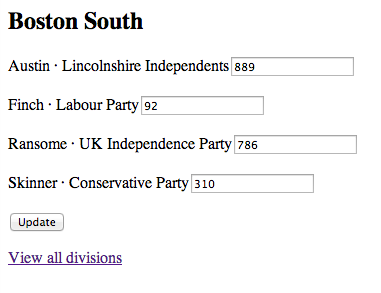 Boston South
Austin · Lincolnshire Independents 889
Finch · Labour Party 92
Ransome · UK Independence Party 786
Skinner · Conservative Party 310
Update
View all divisions